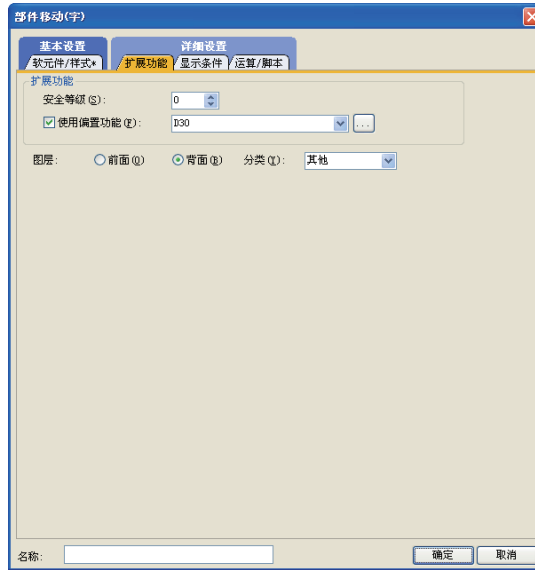 部件移动(字)
基本设置 详细设置
软元件/样式* 扩展功能 显示条件 运算/脚本
扩展功能
安全等级(S): 0
使用偏置功能(F): D30 ...
图层: 前面(Q) 背面(B) 分类(Y): 其他
名称: 确定 取消